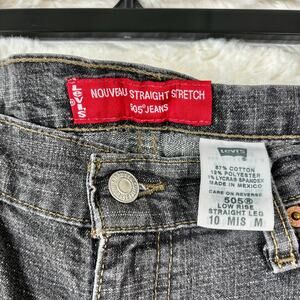 LEVI'S
NOUVEAU STRAIGHT STRETCH
505® JEANS
Levi's
87% COTTON
12% POLYESTER
1% LYCRA® SPANDEX
MADE IN MEXICO
CARE ON REVERSE
505®
LOW RISE
STRAIGHT LEG
10 MIS M